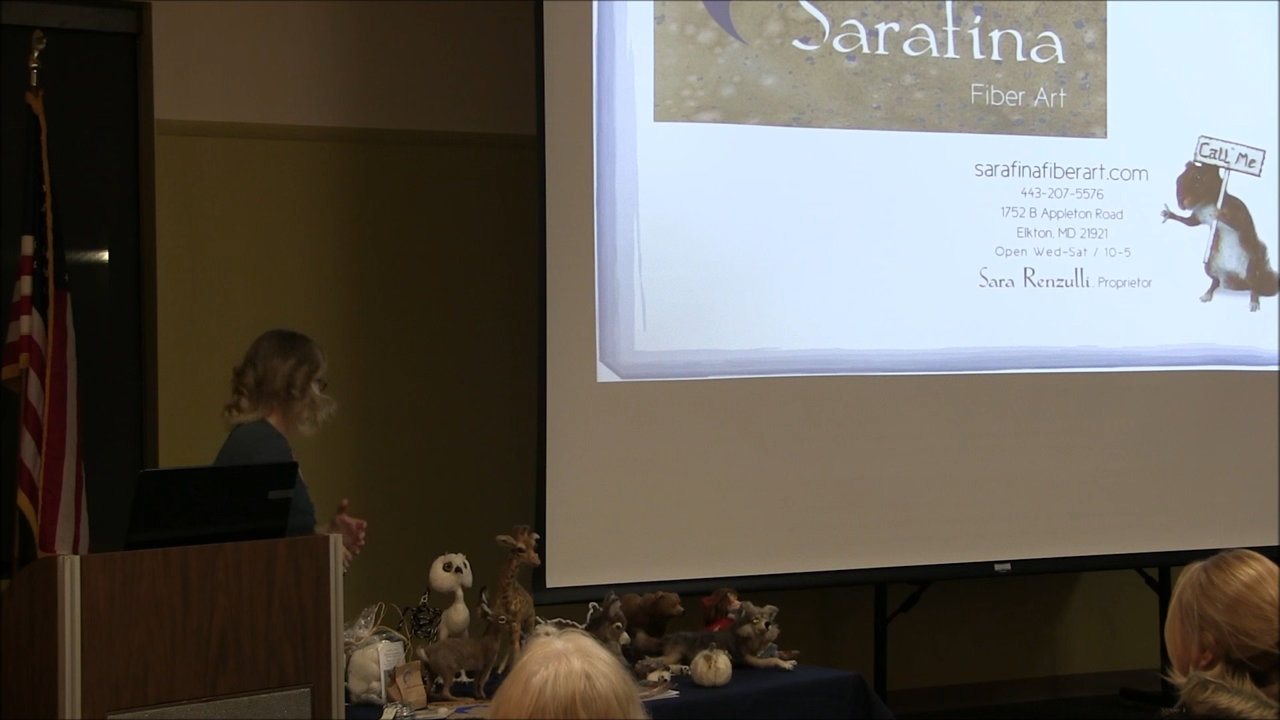 Sarafina
Fiber Art
Call Me
sarafinafiberart.com
443-207-5576
1752 B Appleton Road
Elkton, MD 21921
Open Wed-Sat / 10-5
Sara Renzulli, Proprietor